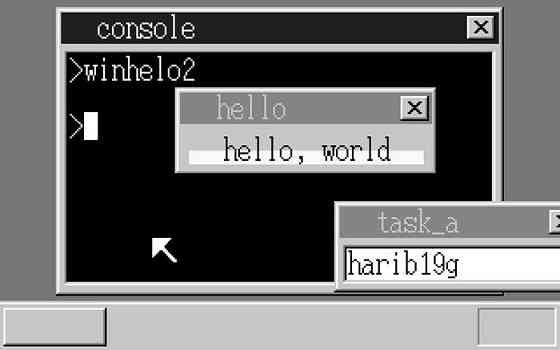 console
>winhelo2
hello
hello, world
>
task_a
harib19g